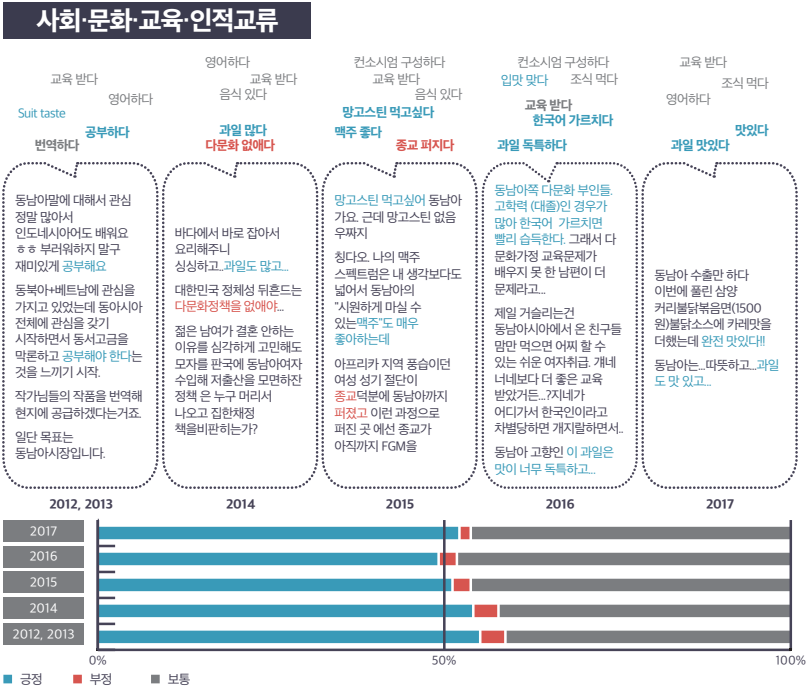 사회·문화·교육·인적교류
교육 받다
영어하다
Suit taste
공부하다
번역하다
영어하다
교육 받다
음식 있다
과일 많다
다문화 없애다
컨소시엄 구성하다
교육 받다
음식 있다
망고스틴 먹고싶다
맥주 좋다
종교 퍼지다
컨소시엄 구성하다
입맛 맞다
조식 먹다
교육 받다
한국어 가르치다
과일 독특하다
교육 받다
조식 먹다
영어하다
맛있다
과일 맛있다
동남아말에 대해서 관심
정말 많아서
인도네시아어도 배워요
ㅎㅎ 부러워하지 말구
재미있게 공부해요
동북아+베트남에 관심을
가지고 있었는데 동아시아
전체에 관심을 갖기
시작하면서 동서고금을
막론하고 공부해야 한다는
것을 느끼기 시작.
작가님들의 작품을 번역해
현지에 공급하겠다는거죠.
일단 목표는
동남아시장입니다.
바다에서 바로 잡아서
요리해주니
싱싱하고...과일도 많고...
대한민국 정체성 뒤흔드는
다문화정책을 없애야...
젊은 남여가 결혼 안하는
이유를 심각하게 고민해도
모자를 판국에 동남아여자
수입해 저출산을 모면하잔
정책 은 누구 머리서
나오고 집한채정
책을비판히는가?
망고스틴 먹고싶어 동남아
가요. 근데 망고스틴 없음
우짜지
칭다오. 나의 맥주
스펙트럼은 내 생각보다도
넓어서 동남아의
"시원하게 마실 수
있는맥주"도 매우
좋아하는데
아프리카 지역 풍습이던
여성 성기 절단이
종교덕분에 동남아까지
퍼졌고 이런 과정으로
퍼진 곳 에선 종교가
아직까지 FGM을
동남아쪽 다문화 부인들.
고학력 (대졸)인 경우가
많아 한국어 가르치면
빨리 습득한다. 그래서 다
문화가정 교육문제가
배우지 못 한 남편이 더
문제라고...
제일 거슬리는건
동남아시아에서 온 친구들
맘만 먹으면 어찌 할 수
있는 쉬운 여자취급. 걔네
너네보다 더 좋은 교육
받았거든...?지네가
어디가서 한국인이라고
차별당하면 개지랄하면서..
동남아 고향인 이 과일은
맛이 너무 독특하고...
동남아 수출만 하다
이번에 풀린 삼양
커리불닭볶음면(1500
원)불닭소스에 카레맛을
더했는데 완전 맛있다!!
동남아는...따뜻하고...과일
도 맛 있고...
2012, 2013
2014
2015
2016
2017
2017
2016
2015
2014
2012, 2013
0%
50%
100%
긍정
부정
보통